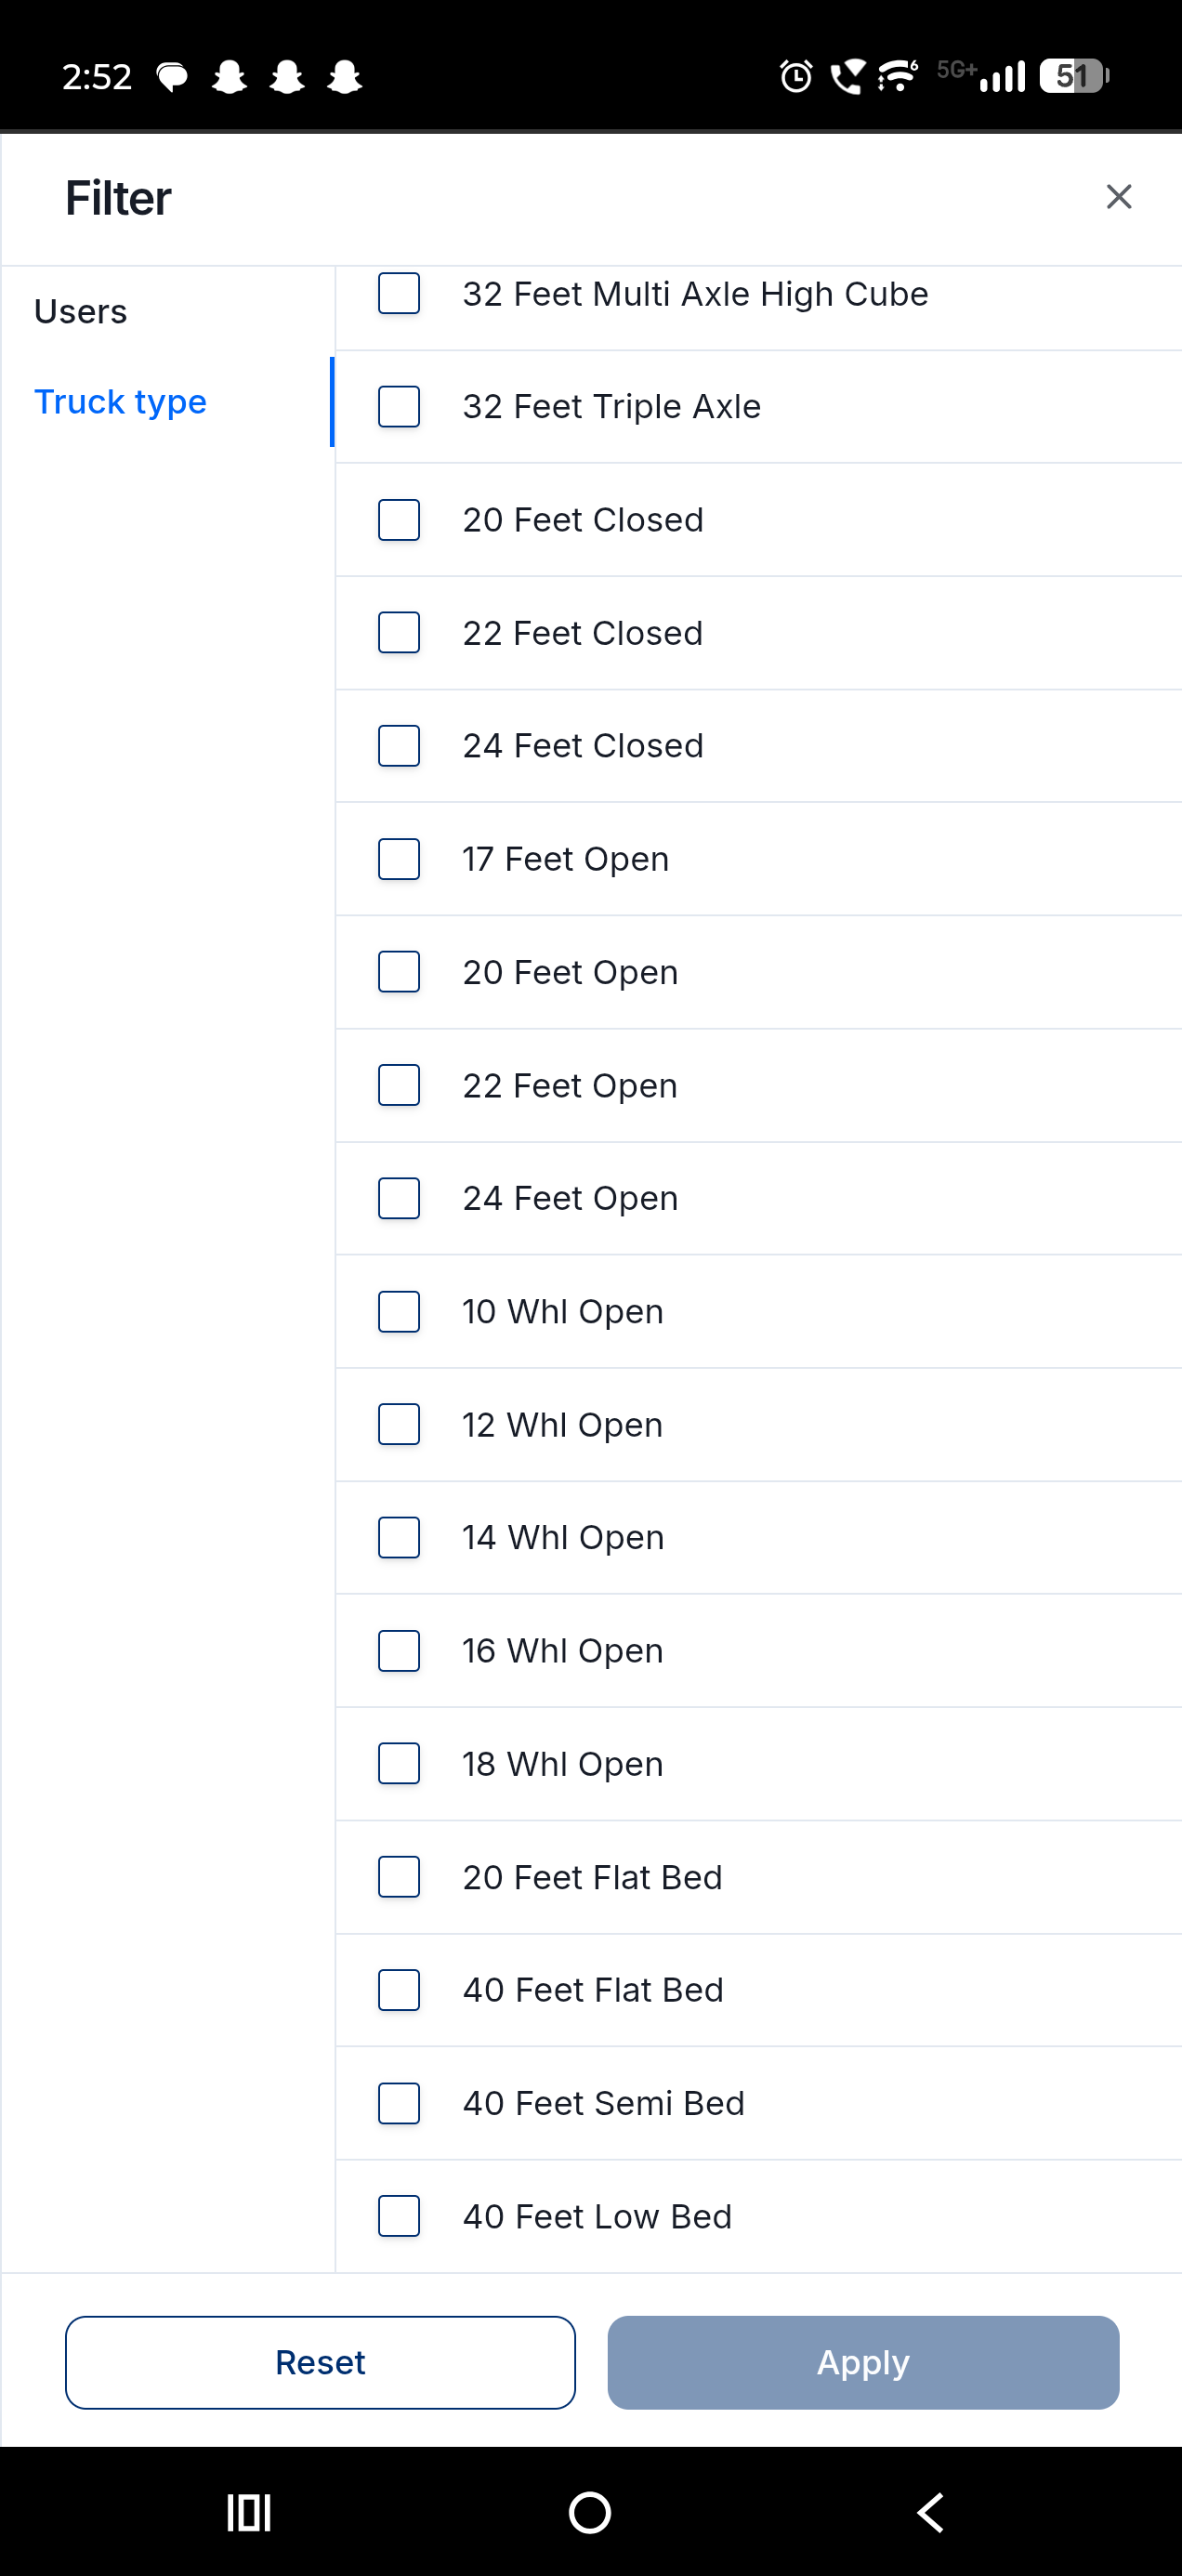 2:52
6 5G+ 51
Filter
Users
Truck type
32 Feet Multi Axle High Cube
32 Feet Triple Axle
20 Feet Closed
22 Feet Closed
24 Feet Closed
17 Feet Open
20 Feet Open
22 Feet Open
24 Feet Open
10 Whl Open
12 Whl Open
14 Whl Open
16 Whl Open
18 Whl Open
20 Feet Flat Bed
40 Feet Flat Bed
40 Feet Semi Bed
40 Feet Low Bed
Reset
Apply